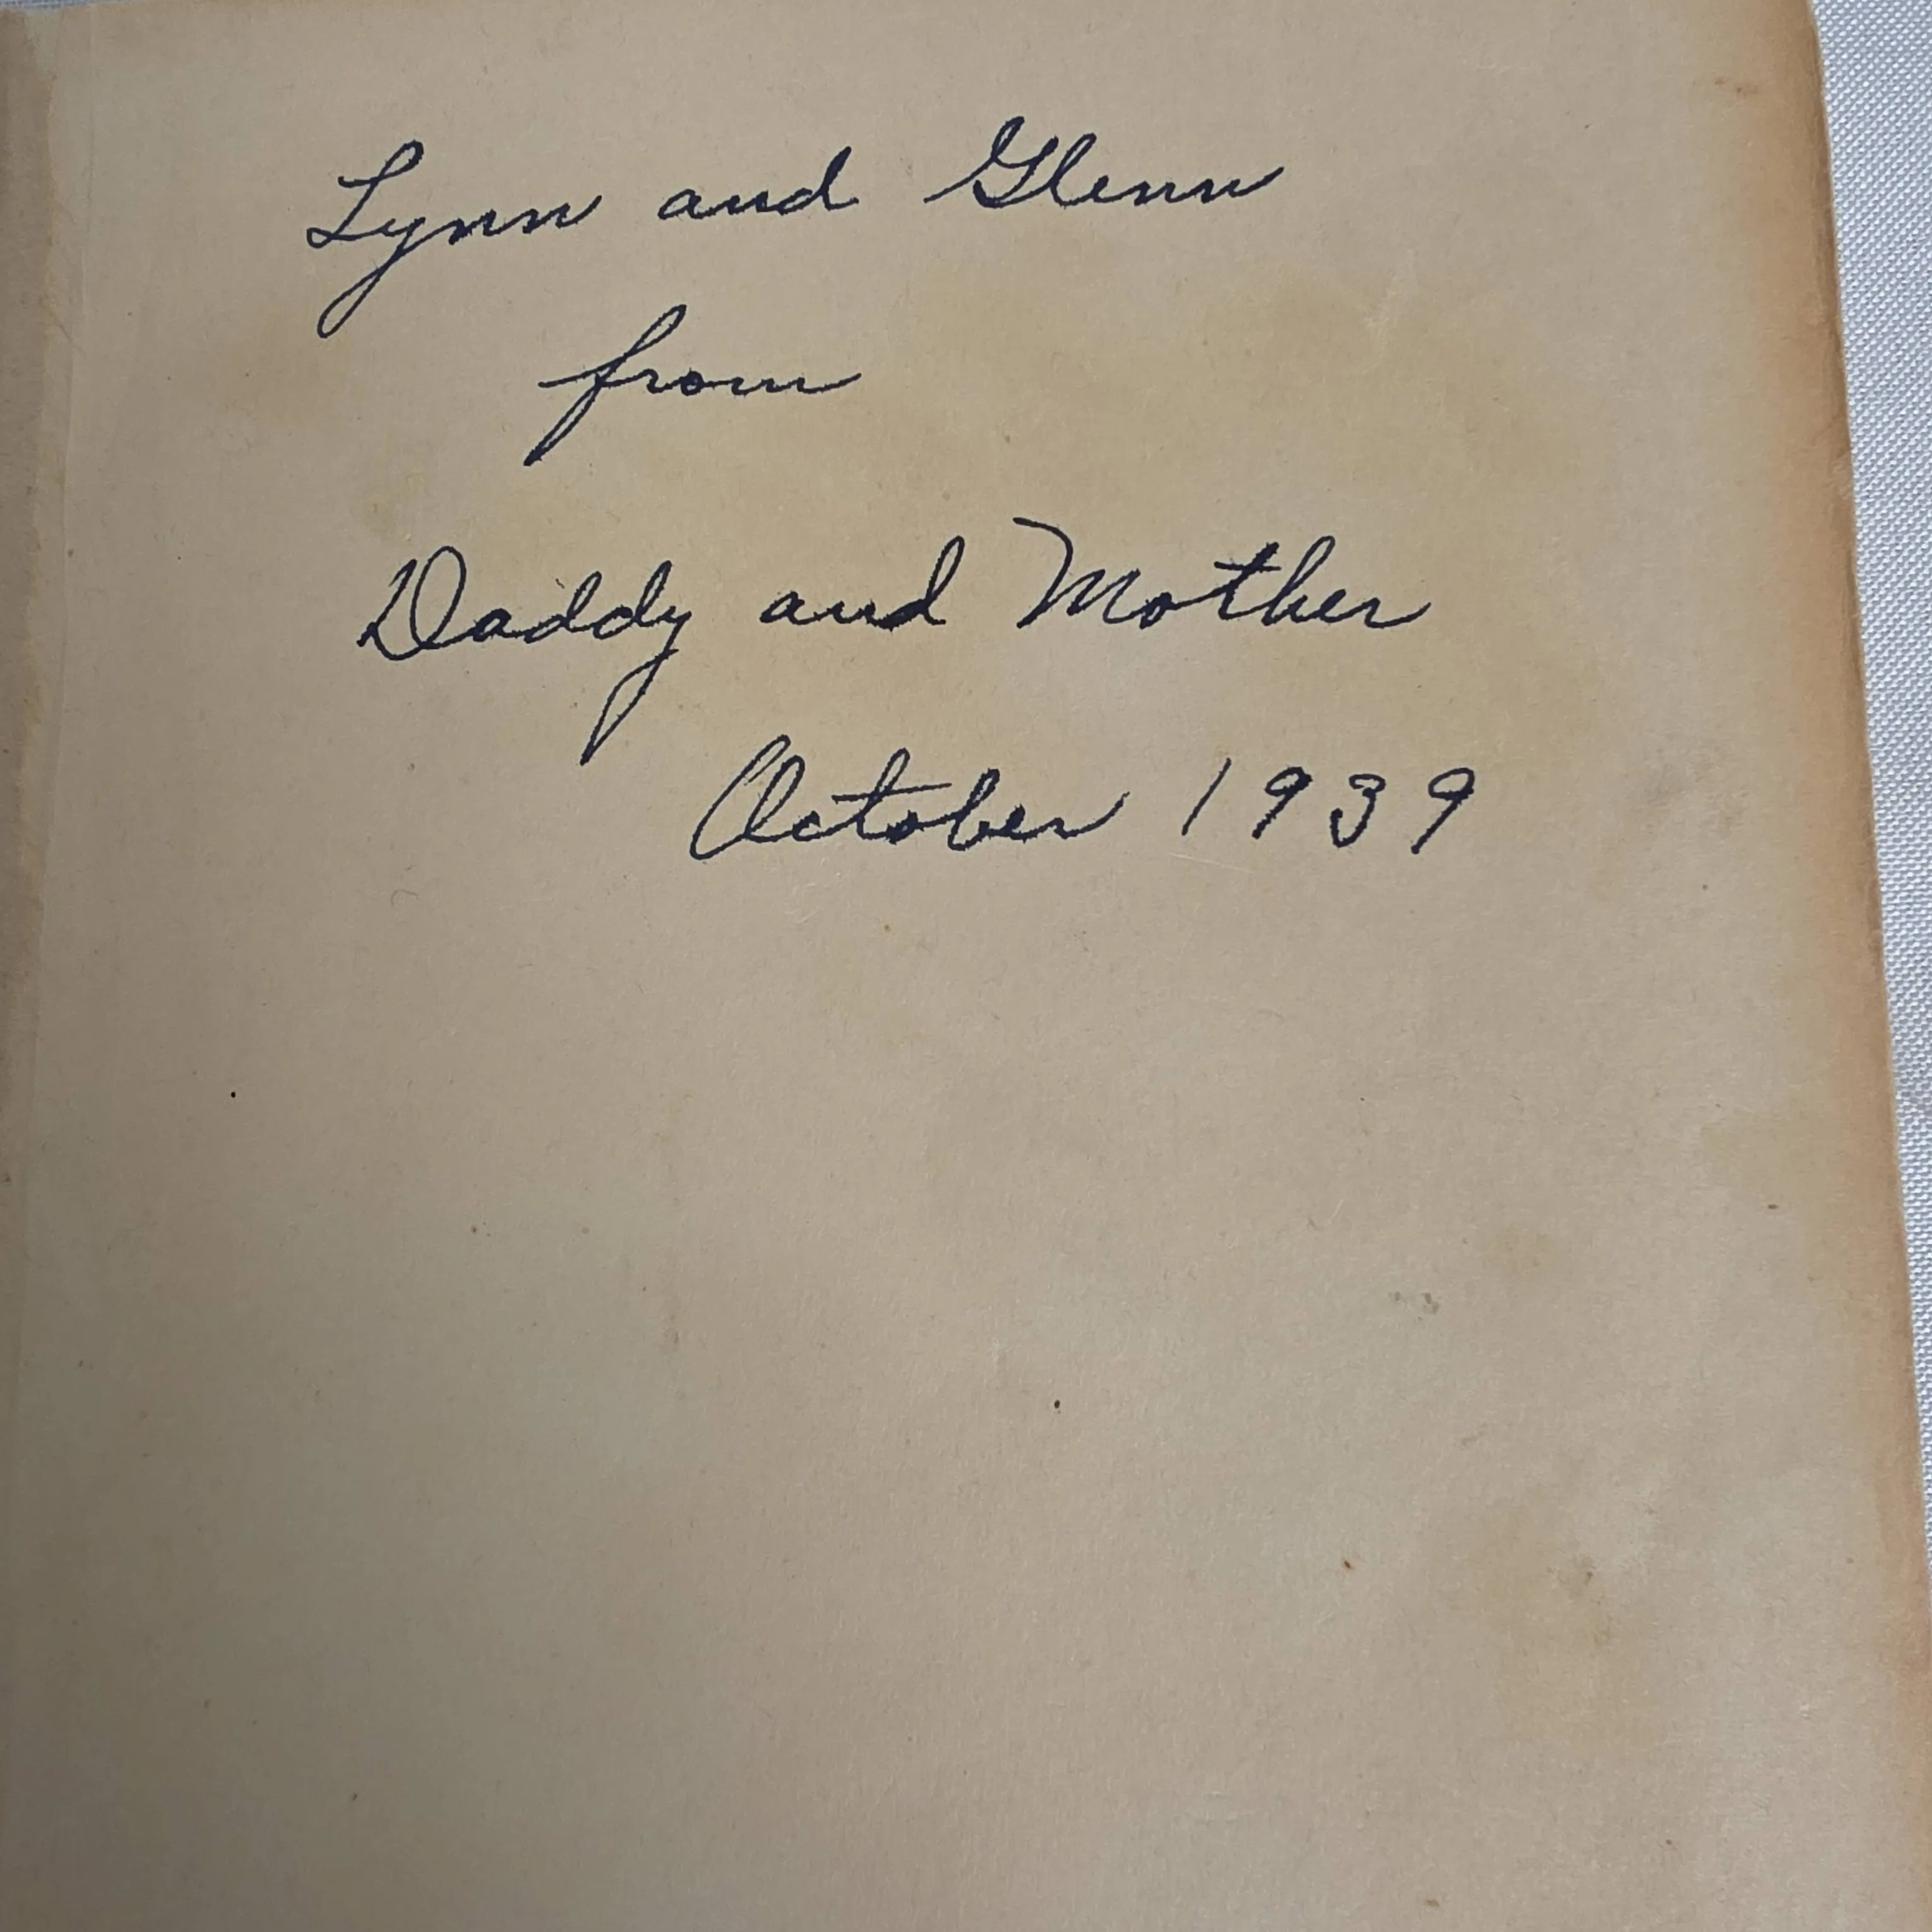 Lynn and Glenn
from
Daddy and Mother
October 1939